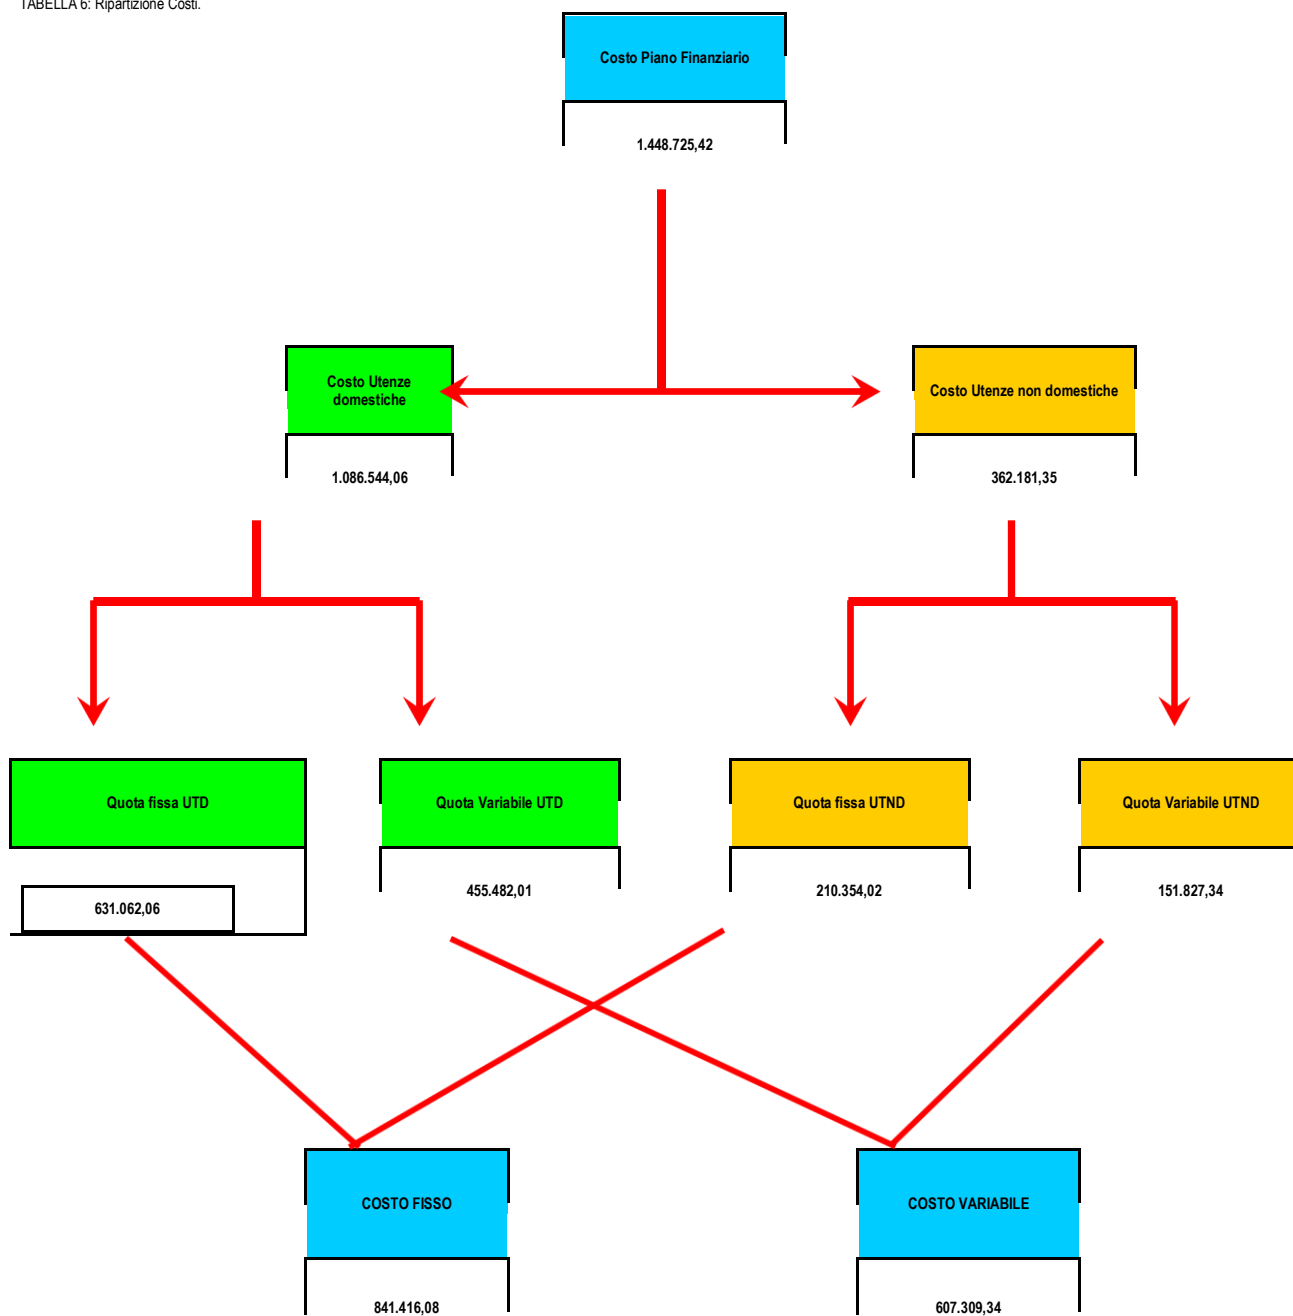 TABELLA 6: Ripartizione Costi.
Costo Piano Finanziario
1.448.725,42
Costo Utenze
domestiche
Costo Utenze non domestiche
1.086.544,06
362.181,35
Quota fissa UTD
Quota Variabile UTD
Quota fissa UTND
Quota Variabile UTND
631.062,06
455.482,01
210.354,02
151.827,34
COSTO FISSO
COSTO VARIABILE
841.416,08
607.309,34